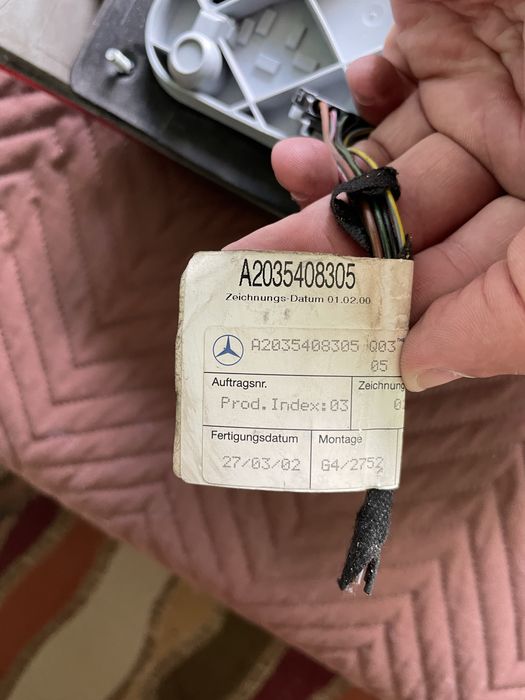 A2035408305
Zeichnungs-Datum 01.02.00
A2035408305 Q03
05
Auftragsnr.
Zeichnung
Prod.Index:03
Fertigungsdatum
Montage
27/03/02
G4/2752